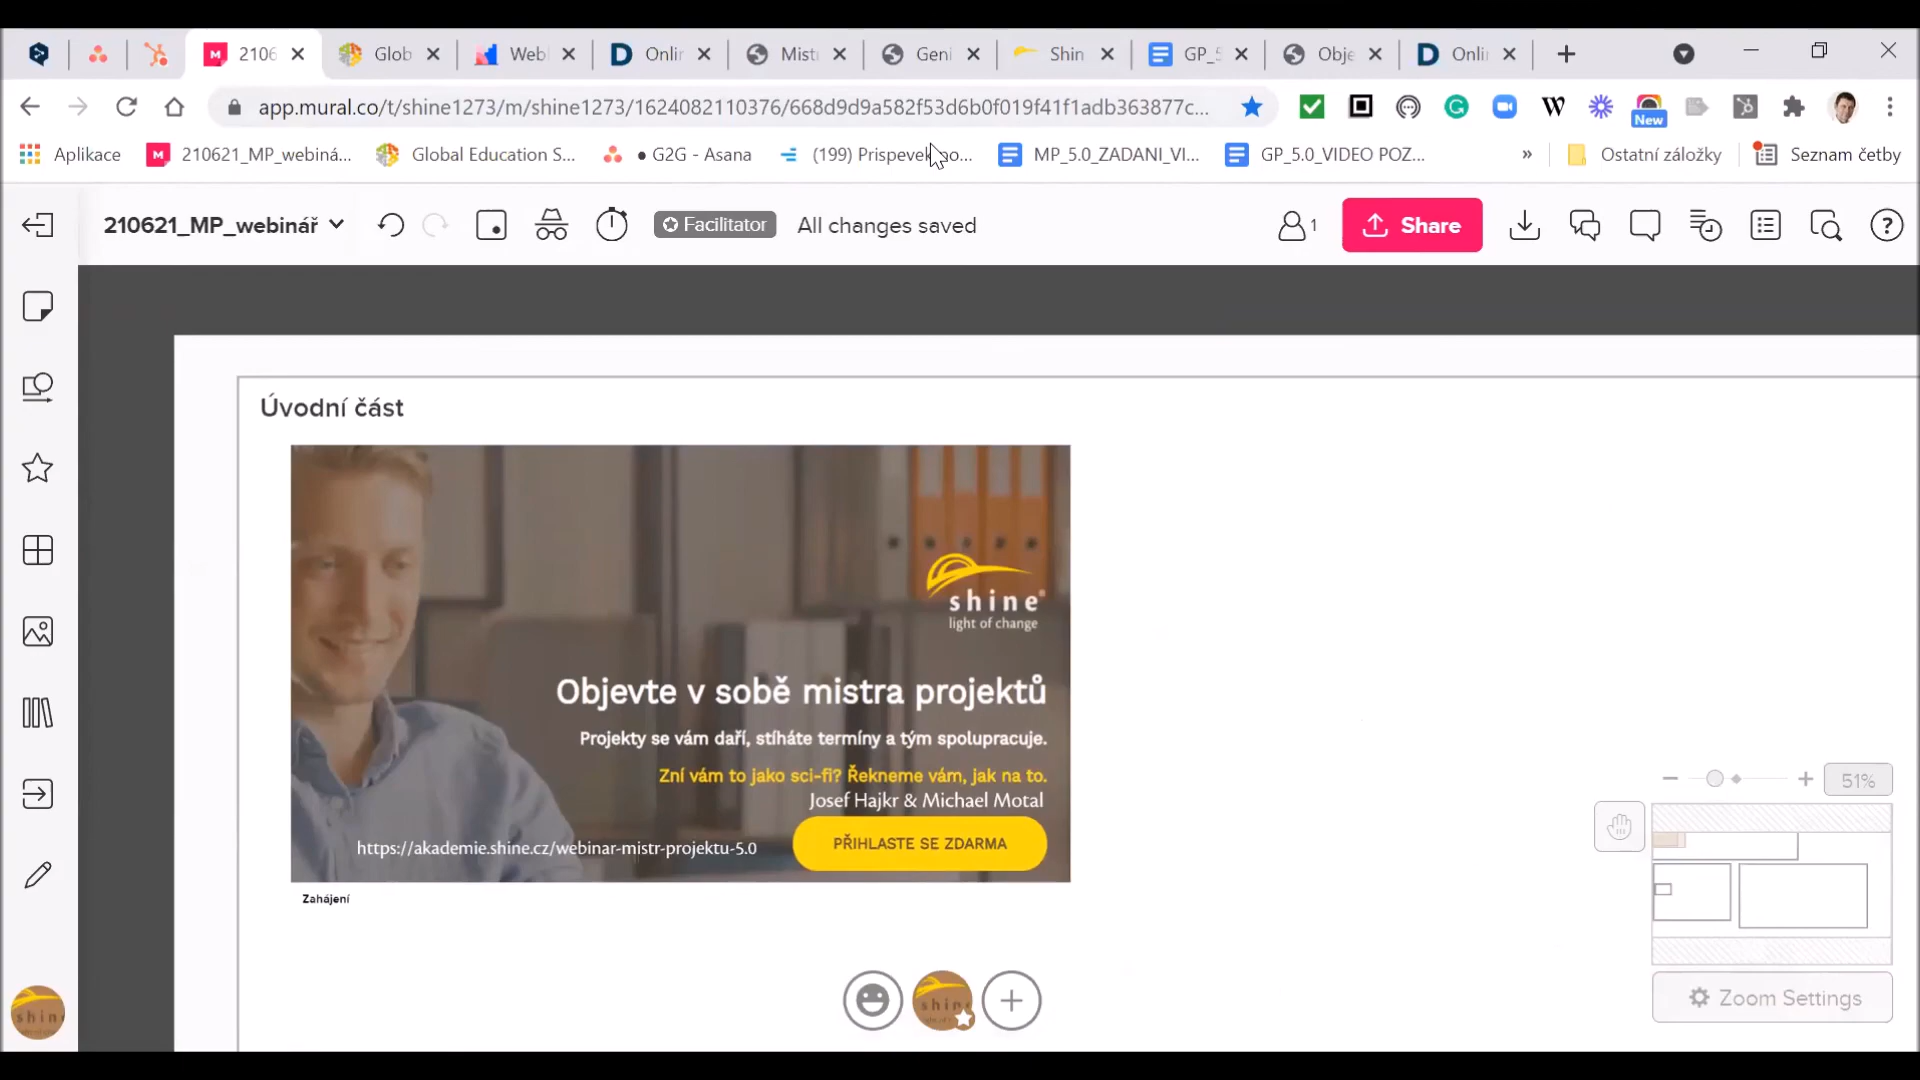 2106
Glob
Webl
Onlii
Mistr
Geni
Shin
GP_5
Obje
Onli
app.mural.co/t/shine1273/m/shine1273/1624082110376/668d9d9a582f53d6b0f019f41f1adb363877c...
New
Aplikace
210621_MP_webiná...
Global Education S...
● G2G - Asana
(199) Prispevek
MP_5.0_ZADANI_VI...
GP_5.0_VIDEO POZ...
»
Ostatní záložky
Seznam četby
210621_MP_webinář
Facilitator
All changes saved
1
Share
Úvodní část
shine
light of change
Objevte v sobě mistra projektů
Projekty se vám daří, stíháte termíny a tým spolupracuje.
Zní vám to jako sci-fi? Řekneme vám, jak na to.
Josef Hajkr & Michael Motal
https://akademie.shine.cz/webinar-mistr-projektu-5.0
PŘIHLASTE SE ZDARMA
Zahájení
51%
Zoom Settings